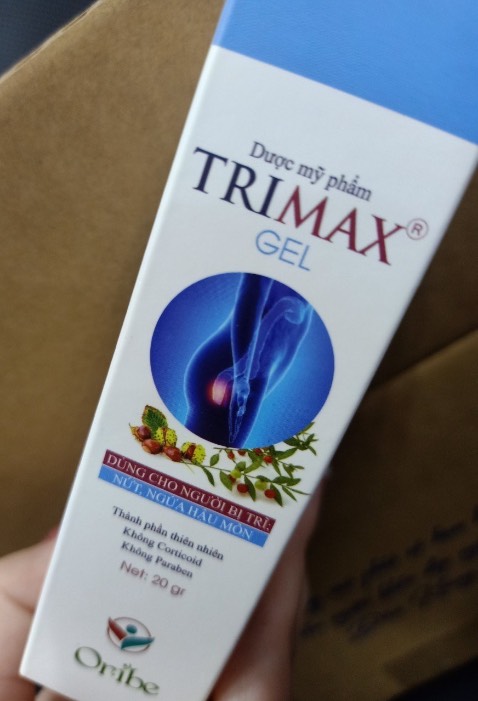 Dược mỹ phẩm
TRIMAX®
GEL
DÙNG CHO NGƯỜI BỊ TRĨ,
NỨT, NGỨA HẬU MÔN
Thành phần thiên nhiên
Không Corticoid
Không Paraben
Net: 20 gr
Oribe